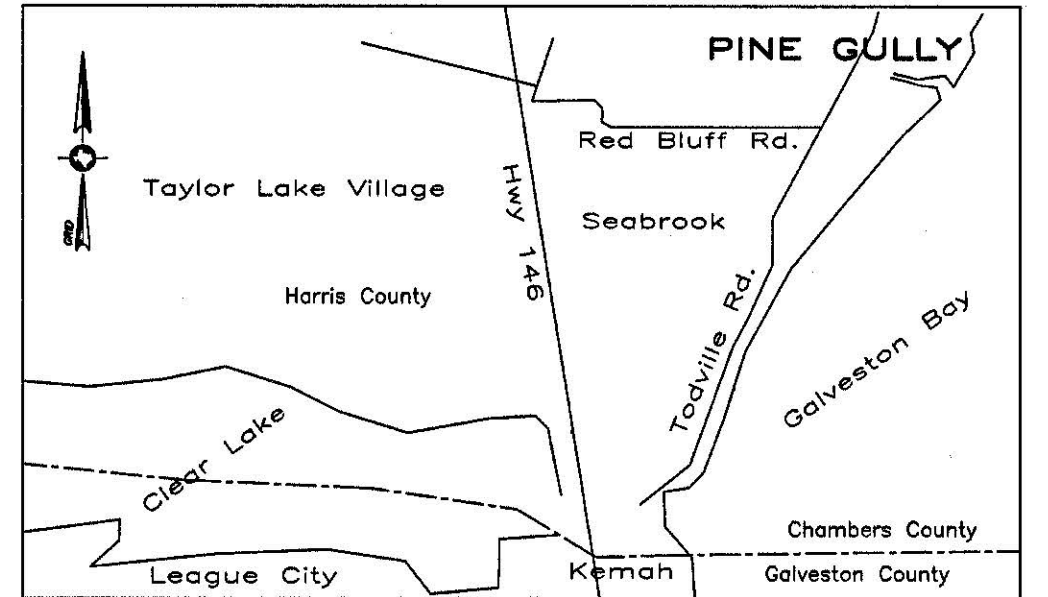 PINE GULLY
Red Bluff Rd.
Taylor Lake Village
Hwy 146
Seabrook
Harris County
Todville Rd.
Galveston Bay
Clear Lake
Chambers County
League City
Kemah
Galveston County